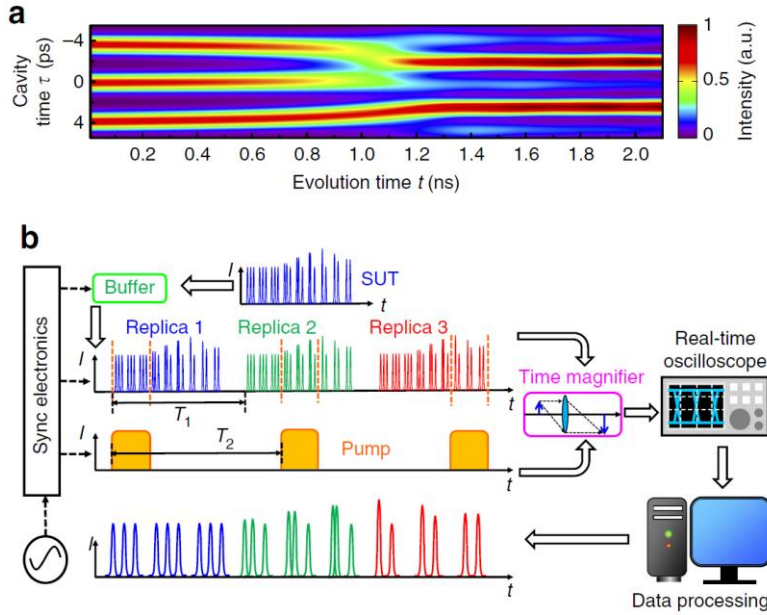 a
Cavity
time τ (ps)
-4
0
4
0.2 0.4 0.6 0.8 1.0 1.2 1.4 1.6 1.8 2.0
Evolution time t (ns)
1
0.5
0
Intensity (a.u.)
b
Sync electronics
Buffer
I
SUT
t
Replica 1
Replica 2
Replica 3
I
t
T1
Time magnifier
Real-time
oscilloscope
I
T2
Pump
t
I
t
Data processing